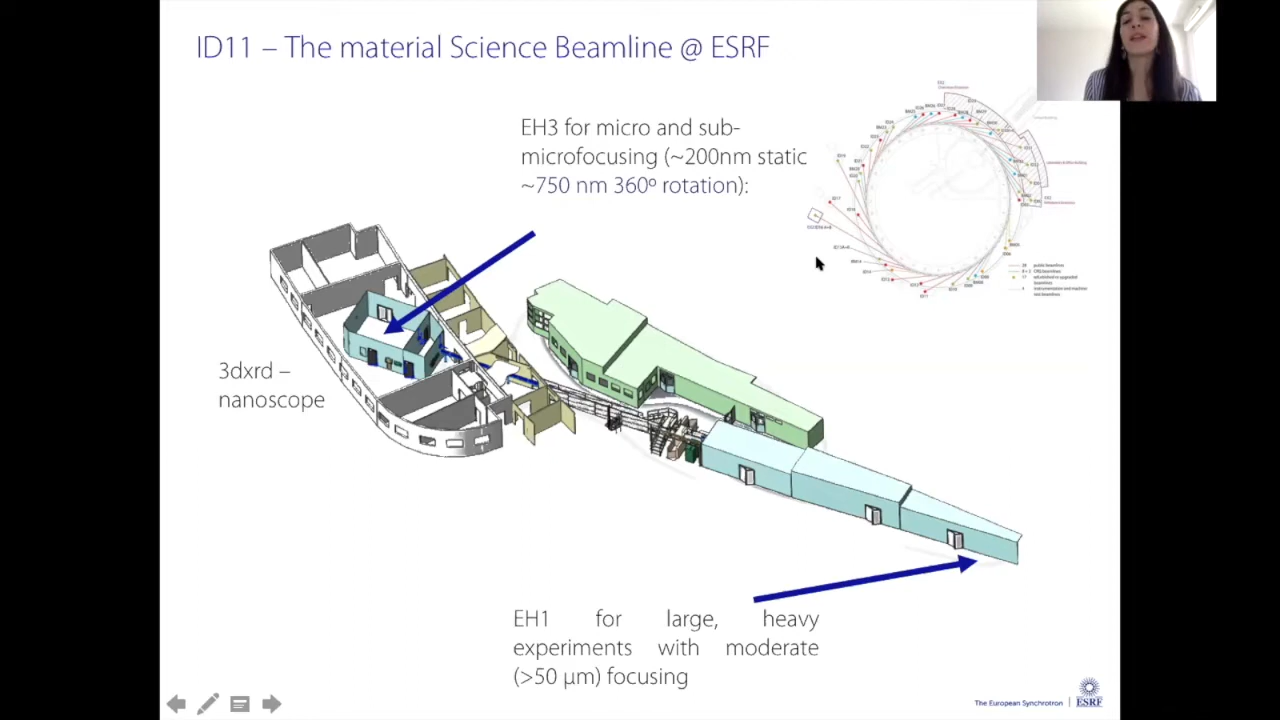 ID11 – The material Science Beamline @ ESRF
EH3 for micro and sub-
microfocusing (~200nm static
~750 nm 360º rotation):
3dxrd –
nanoscope
EH1 for large, heavy
experiments with moderate
(>50 µm) focusing
The European Synchrotron
ESRF